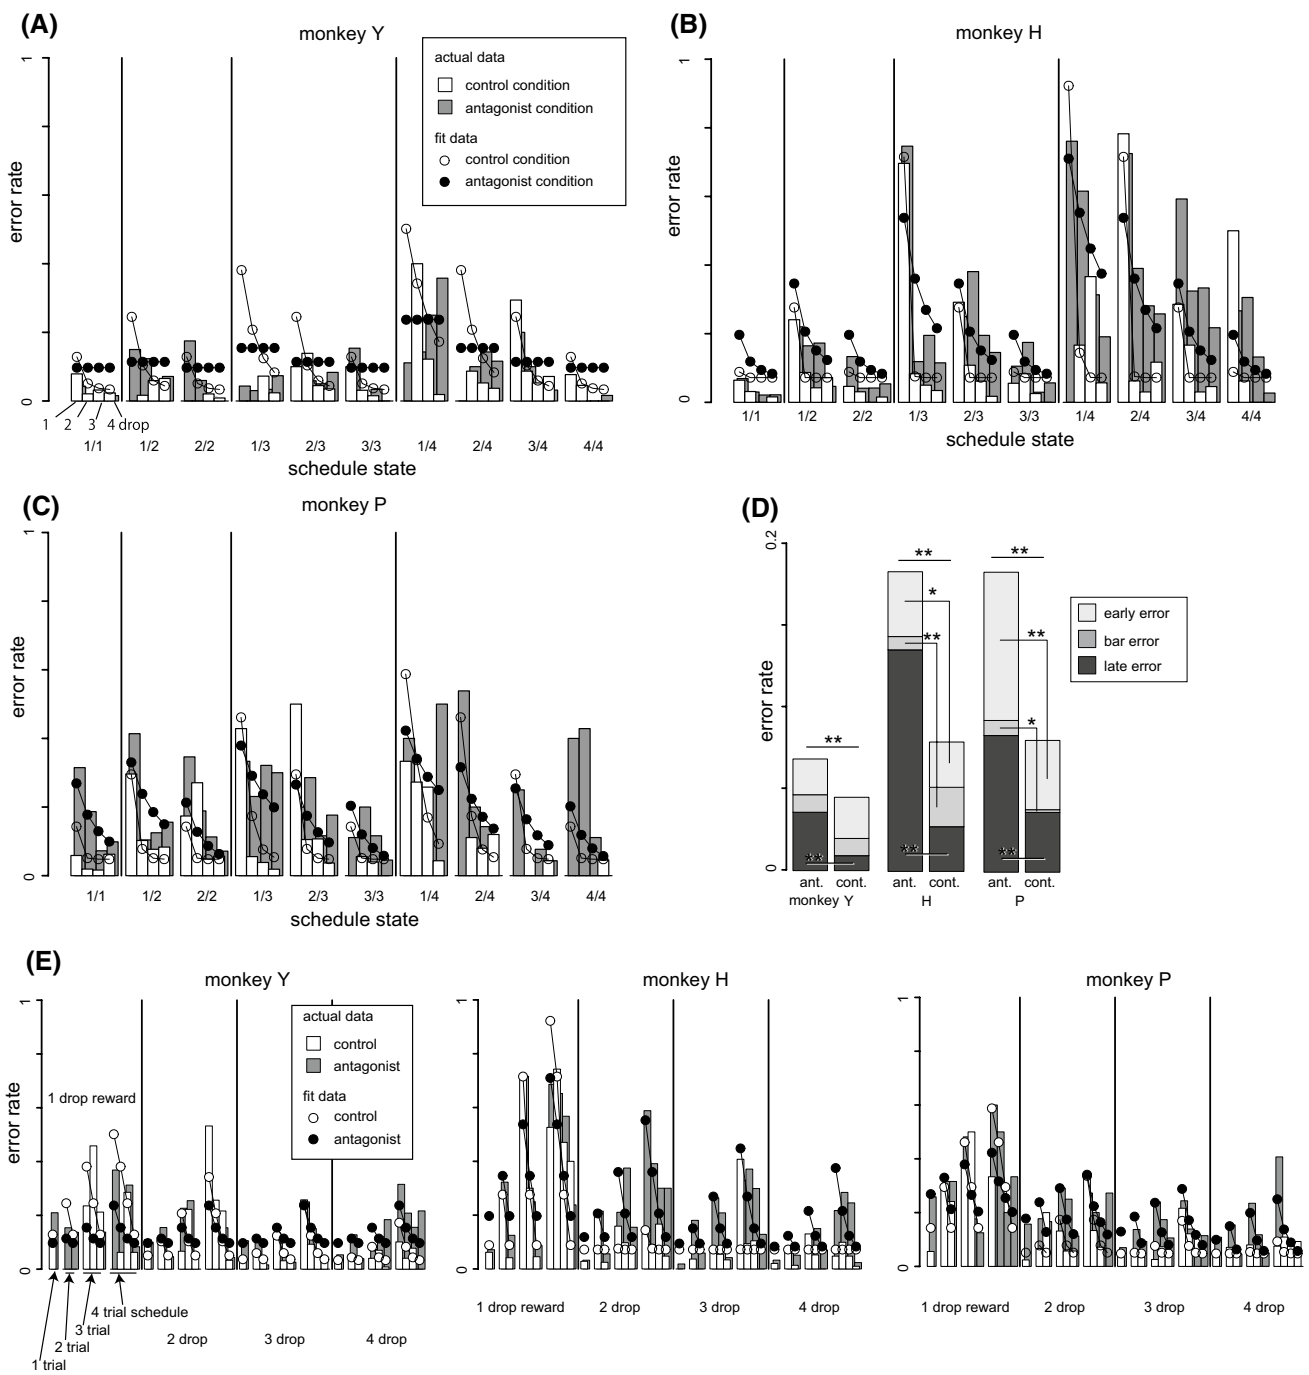 (A)
monkey Y
actual data
control condition
antagonist condition
fit data
control condition
antagonist condition
error rate
1
0
1 2 3 4 drop
1/1 1/2 2/2 1/3 2/3 3/3 1/4 2/4 3/4 4/4
schedule state
(B)
monkey H
error rate
1
0
1/1 1/2 2/2 1/3 2/3 3/3 1/4 2/4 3/4 4/4
schedule state
(C)
monkey P
error rate
1
0
1/1 1/2 2/2 1/3 2/3 3/3 1/4 2/4 3/4 4/4
schedule state
(D)
error rate
0.2
0
**
**
**
*
**
**
**
**
*
**
early error
bar error
late error
ant. cont. ant. cont. ant. cont.
monkey Y H P
(E)
monkey Y
actual data
control
antagonist
fit data
control
antagonist
error rate
1
0
1 drop reward
4 trial schedule
3 trial
2 trial
1 trial
2 drop 3 drop 4 drop
monkey H
1
0
1 drop reward 2 drop 3 drop 4 drop
monkey P
1
0
1 drop reward 2 drop 3 drop 4 drop